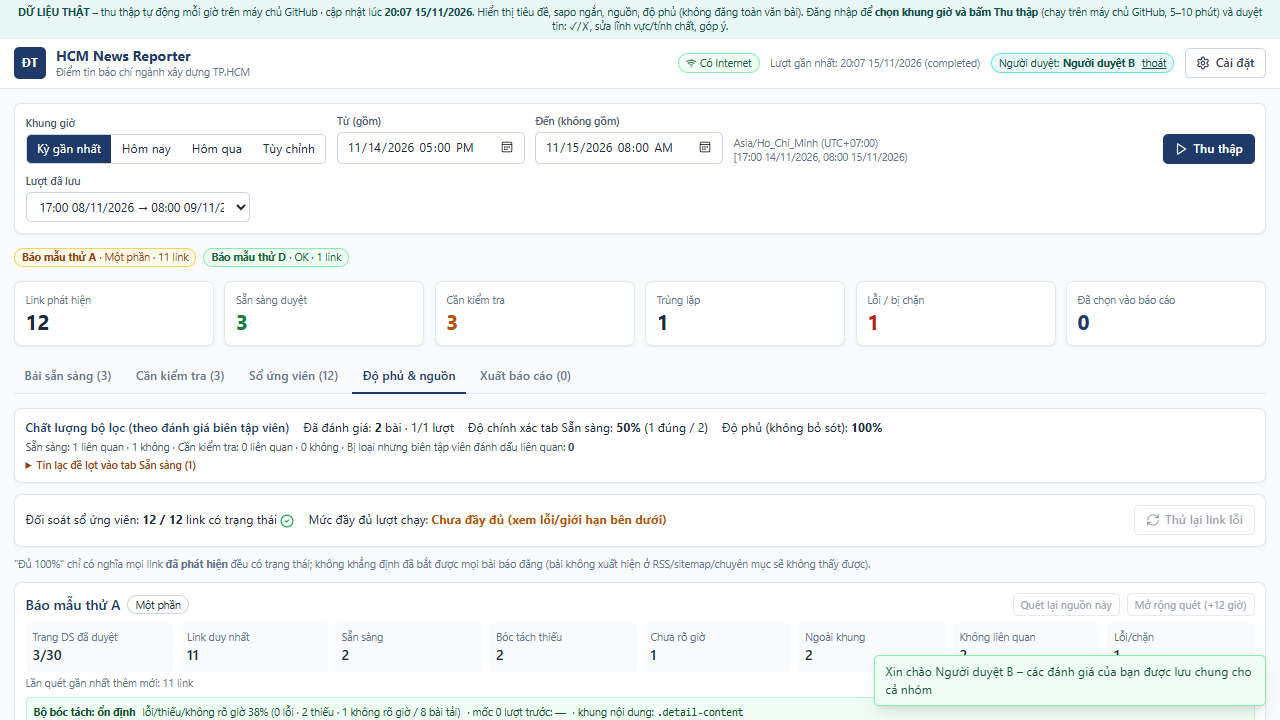 DỮ LIỆU THẬT – thu thập tự động mỗi giờ trên máy chủ GitHub · cập nhật lúc 20:07 15/11/2026. Hiển thị tiêu đề, sapo ngắn, nguồn, độ phủ (không đăng toàn văn bài). Đăng nhập để chọn khung giờ và bấm Thu thập (chạy trên máy chủ GitHub, 5–10 phút) và duyệt
tin: ✓/X, sửa lĩnh vực/tính chất, góp ý.
ĐT
HCM News Reporter
Điểm tin báo chí ngành xây dựng TP.HCM
Có Internet
Lượt gần nhất: 20:07 15/11/2026 (completed)
Người duyệt: Người duyệt B thoát
Cài đặt
Khung giờ
Kỳ gần nhất
Hôm nay
Hôm qua
Tùy chỉnh
Từ (gồm)
11/14/2026 05:00 PM
Đến (không gồm)
11/15/2026 08:00 AM
Asia/Ho_Chi_Minh (UTC+07:00)
[17:00 14/11/2026, 08:00 15/11/2026)
Thu thập
Lượt đã lưu
17:00 08/11/2026 → 08:00 09/11/2
Báo mẫu thử A · Một phần · 11 link
Báo mẫu thử D · OK · 1 link
Link phát hiện
12
Sẵn sàng duyệt
3
Cần kiểm tra
3
Trùng lặp
1
Lỗi / bị chặn
1
Đã chọn vào báo cáo
0
Bài sẵn sàng (3)
Cần kiểm tra (3)
Sổ ứng viên (12)
Độ phủ & nguồn
Xuất báo cáo (0)
Chất lượng bộ lọc (theo đánh giá biên tập viên) Đã đánh giá: 2 bài · 1/1 lượt Độ chính xác tab Sẵn sàng: 50% (1 đúng / 2) Độ phủ (không bỏ sót): 100%
Sẵn sàng: 1 liên quan · 1 không · Cần kiểm tra: 0 liên quan · 0 không · Bị loại nhưng biên tập viên đánh dấu liên quan: 0
▶ Tin lạc đề lọt vào tab Sẵn sàng (1)
Đối soát sổ ứng viên: 12 / 12 link có trạng thái
Mức đầy đủ lượt chạy: Chưa đầy đủ (xem lỗi/giới hạn bên dưới)
Thử lại link lỗi
"Đủ 100%" chỉ có nghĩa mọi link đã phát hiện đều có trạng thái; không khẳng định đã bắt được mọi bài báo đăng (bài không xuất hiện ở RSS/sitemap/chuyên mục sẽ không thấy được).
Báo mẫu thử A
Một phần
Quét lại nguồn này
Mở rộng quét (+12 giờ)
Trang DS đã duyệt
3/30
Link duy nhất
11
Sẵn sàng
2
Bóc tách thiếu
2
Chưa rõ giờ
1
Ngoài khung
2
Không liên quan
Lỗi/chặn
Lần quét gần nhất thêm mới: 11 link
Bộ bóc tách: ổn định lỗi/thiếu/không rõ giờ 38% (0 lỗi · 2 thiếu · 1 không rõ giờ / 8 bài tải) · mốc 0 lượt trước: — · khung nội dung: .detail-content
Xin chào Người duyệt B – các đánh giá của bạn được lưu chung cho
cả nhóm